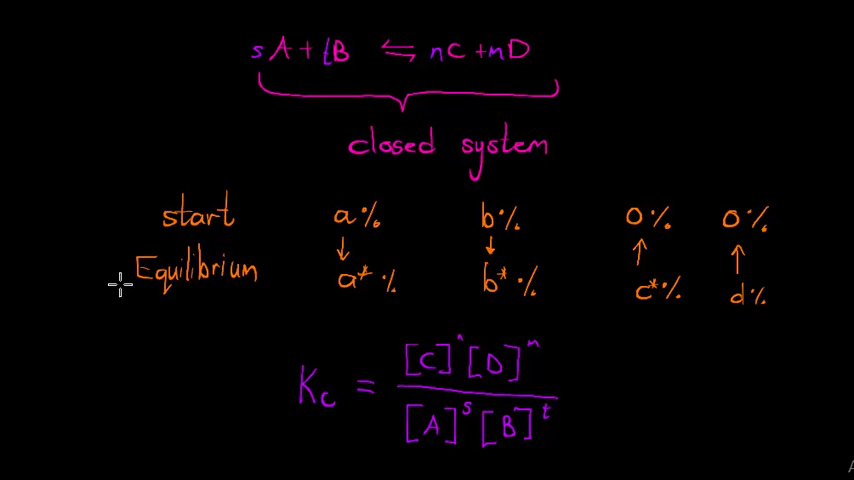 sA + tB ⇌ nC + mD
closed system
start a% b% 0% 0%
↓ ↓ ↑ ↑
Equilibrium a*% b*% c*% d%
Kc = [C]ⁿ[D]ᵐ
[A]ˢ[B]ᵗ